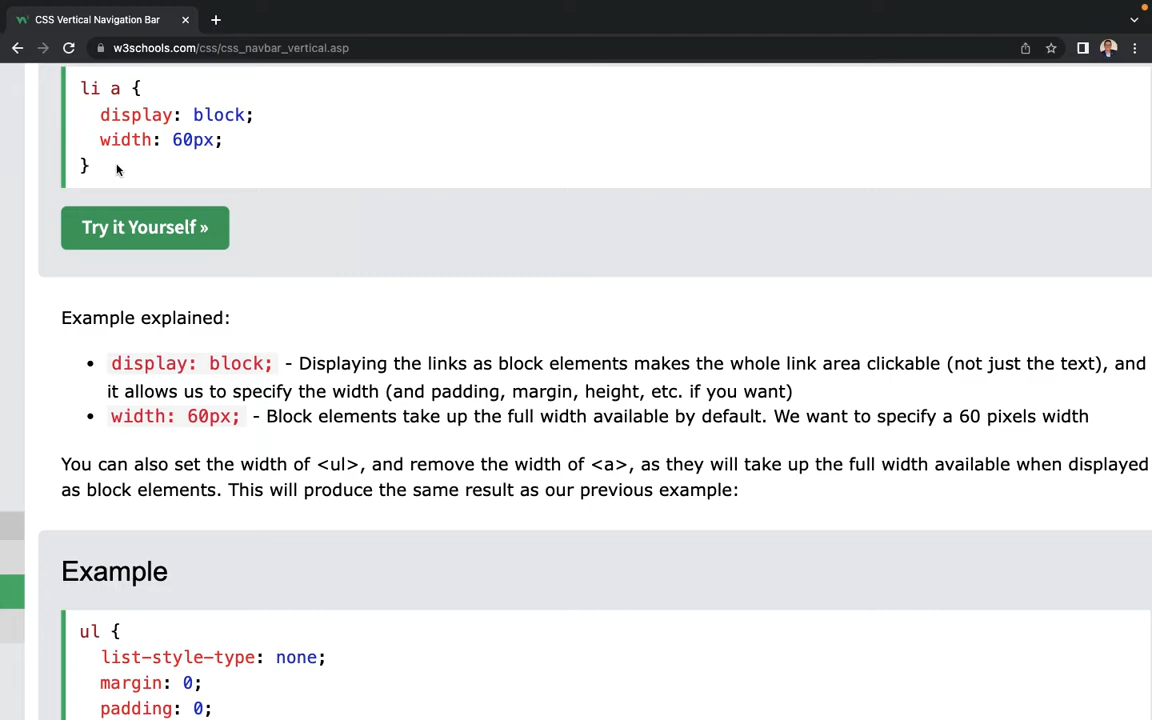 CSS Vertical Navigation Bar
w3schools.com/css/css_navbar_vertical.asp
li a {
display: block;
width: 60px;
}
Try it Yourself »
Example explained:
• display: block; - Displaying the links as block elements makes the whole link area clickable (not just the text), and
it allows us to specify the width (and padding, margin, height, etc. if you want)
• width: 60px; - Block elements take up the full width available by default. We want to specify a 60 pixels width
You can also set the width of <ul>, and remove the width of <a>, as they will take up the full width available when displayed
as block elements. This will produce the same result as our previous example:
Example
ul {
list-style-type: none;
margin: 0;
padding: 0;